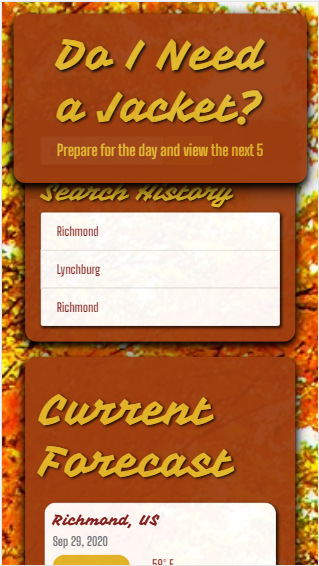 Do I Need
a Jacket?
Prepare for the day and view the next 5
Search History
Richmond
Lynchburg
Richmond
Current
Forecast
Richmond, US
Sep 29, 2020
59° F